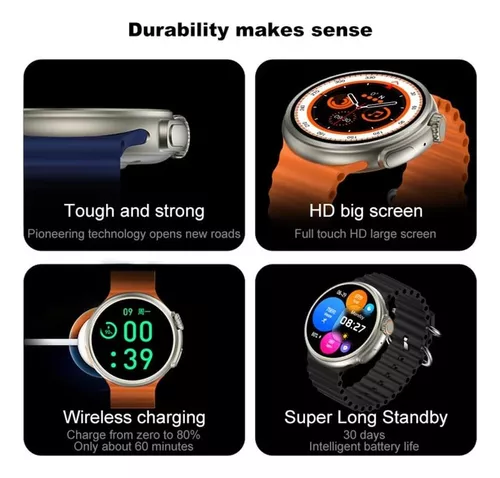 Durability makes sense
Tough and strong
Pioneering technology opens new roads
HD big screen
Full touch HD large screen
09 周一
00
39
Wireless charging
Charge from zero to 80%
Only about 60 minutes
08:27
Super Long Standby
30 days
Intelligent battery life